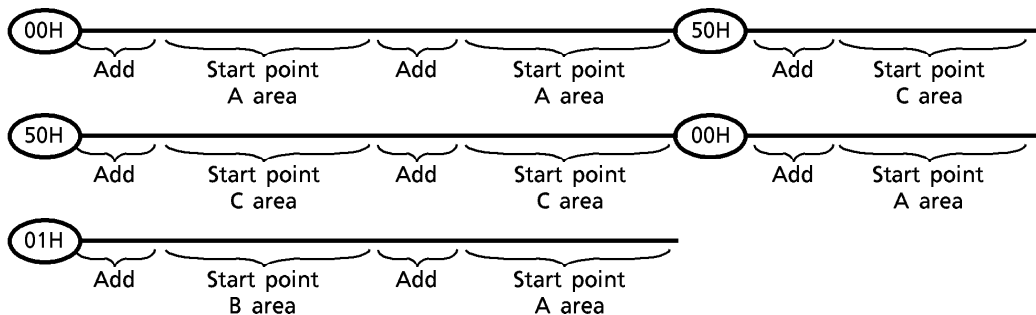 00H 50H
Add Start point Add Start point Add Start point
A area A area C area
50H 00H
Add Start point Add Start point Add Start point
C area C area A area
01H
Add Start point Add Start point
B area A area